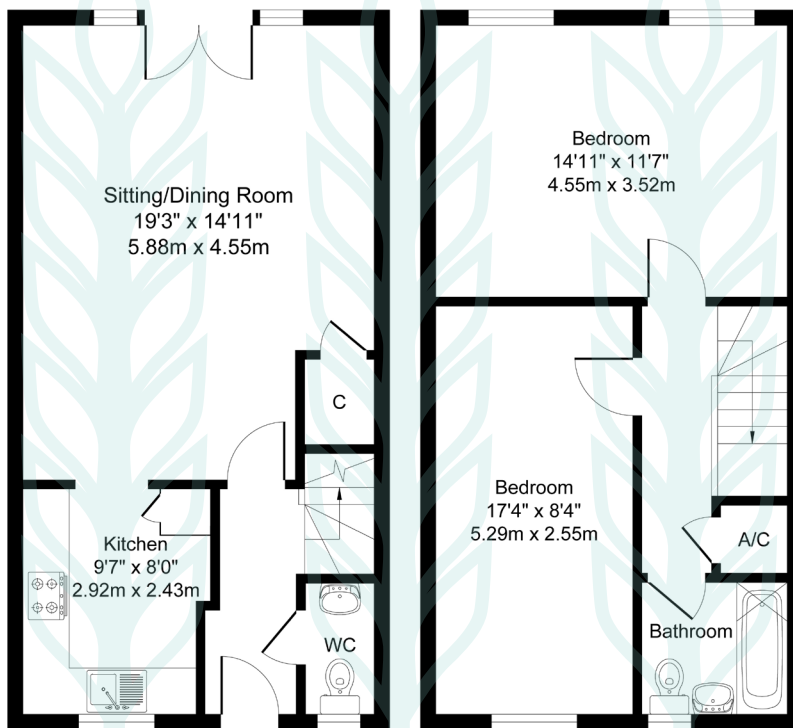 Sitting/Dining Room
19'3" x 14'11"
5.88m x 4.55m
C
Kitchen
9'7" x 8'0"
2.92m x 2.43m
WC
Bedroom
14'11" x 11'7"
4.55m x 3.52m
Bedroom
17'4" x 8'4"
5.29m x 2.55m
A/C
Bathroom